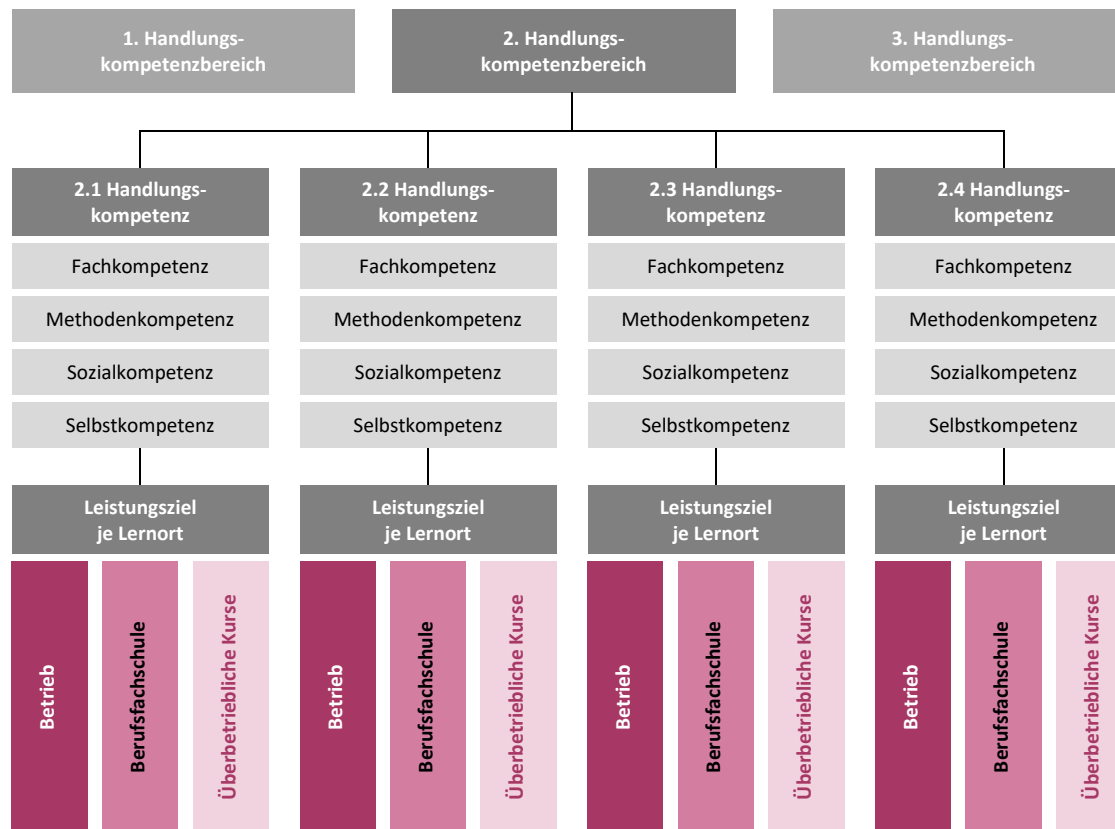 1. Handlungs-
kompetenzbereich
2. Handlungs-
kompetenzbereich
3. Handlungs-
kompetenzbereich
2.1 Handlungs-
kompetenz
2.2 Handlungs-
kompetenz
2.3 Handlungs-
kompetenz
2.4 Handlungs-
kompetenz
Fachkompetenz
Fachkompetenz
Fachkompetenz
Fachkompetenz
Methodenkompetenz
Methodenkompetenz
Methodenkompetenz
Methodenkompetenz
Sozialkompetenz
Sozialkompetenz
Sozialkompetenz
Sozialkompetenz
Selbstkompetenz
Selbstkompetenz
Selbstkompetenz
Selbstkompetenz
Leistungsziel
je Lernort
Leistungsziel
je Lernort
Leistungsziel
je Lernort
Leistungsziel
je Lernort
Betrieb
Berufsfachschule
Überbetriebliche Kurse
Betrieb
Berufsfachschule
Überbetriebliche Kurse
Betrieb
Berufsfachschule
Überbetriebliche Kurse
Betrieb
Berufsfachschule
Überbetriebliche Kurse